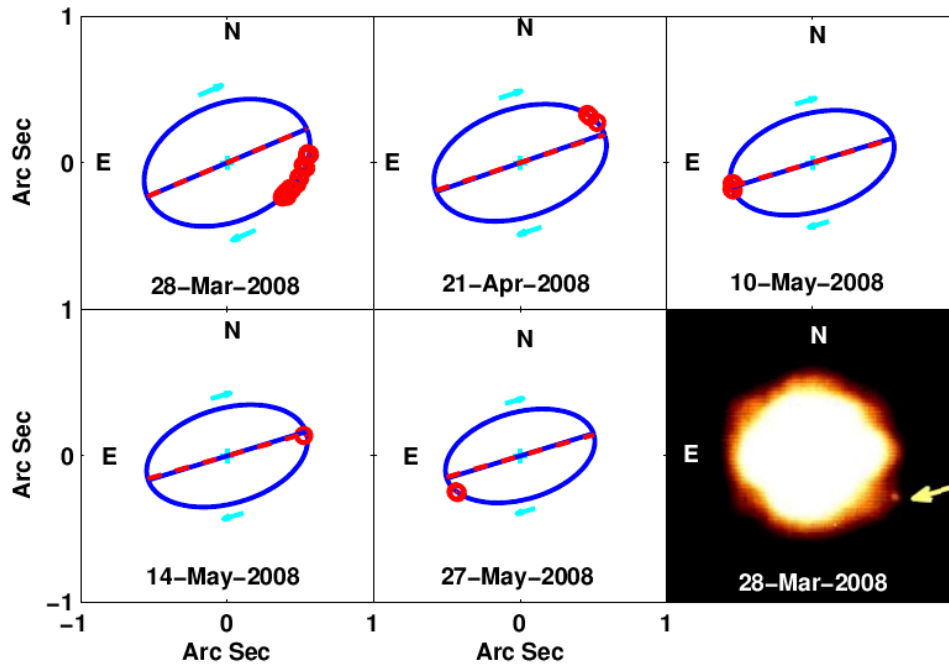 1
N
N
N
Arc Sec
0
E
E
E
28-Mar-2008
21-Apr-2008
10-May-2008
1
N
N
N
Arc Sec
0
E
E
E
14-May-2008
27-May-2008
28-Mar-2008
-1
-1
0
1
0
1
Arc Sec
Arc Sec